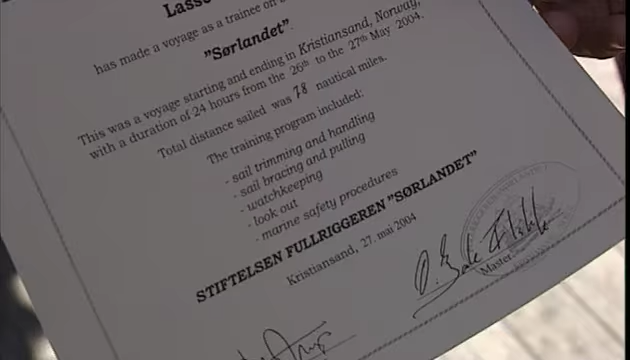 Lasse
has made a voyage as a trainee on
"Sørlandet".
This was a voyage starting and ending in Kristiansand, Norway,
with a duration of 24 hours from the 26th to the 27th May 2004.
Total distance sailed was 78 nautical miles.
The training program included:
- sail trimming and handling
- sail bracing and pulling
- watchkeeping
- look out
- marine safety procedures
STIFTELSEN FULLRIGGEREN "SØRLANDET"
Kristiansand, 27. mai 2004
Master